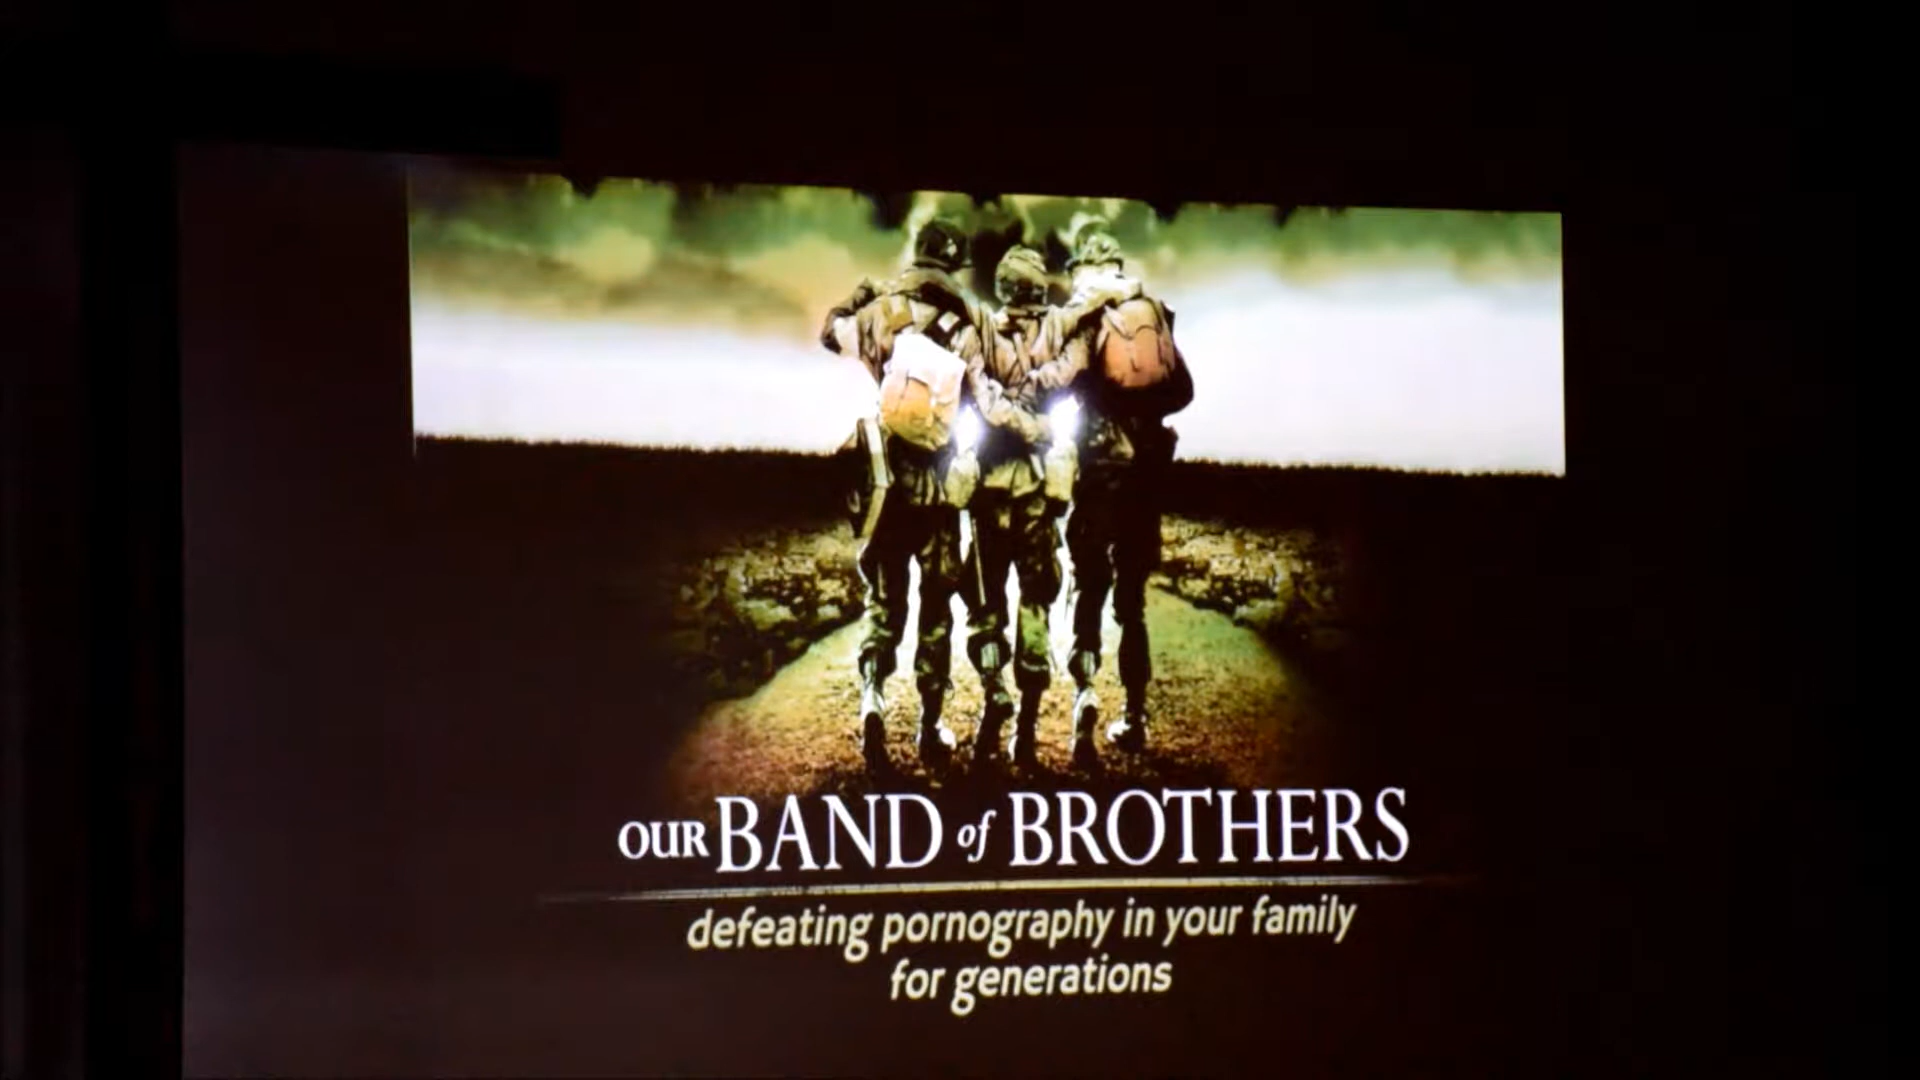 OUR BAND of BROTHERS
defeating pornography in your family
for generations